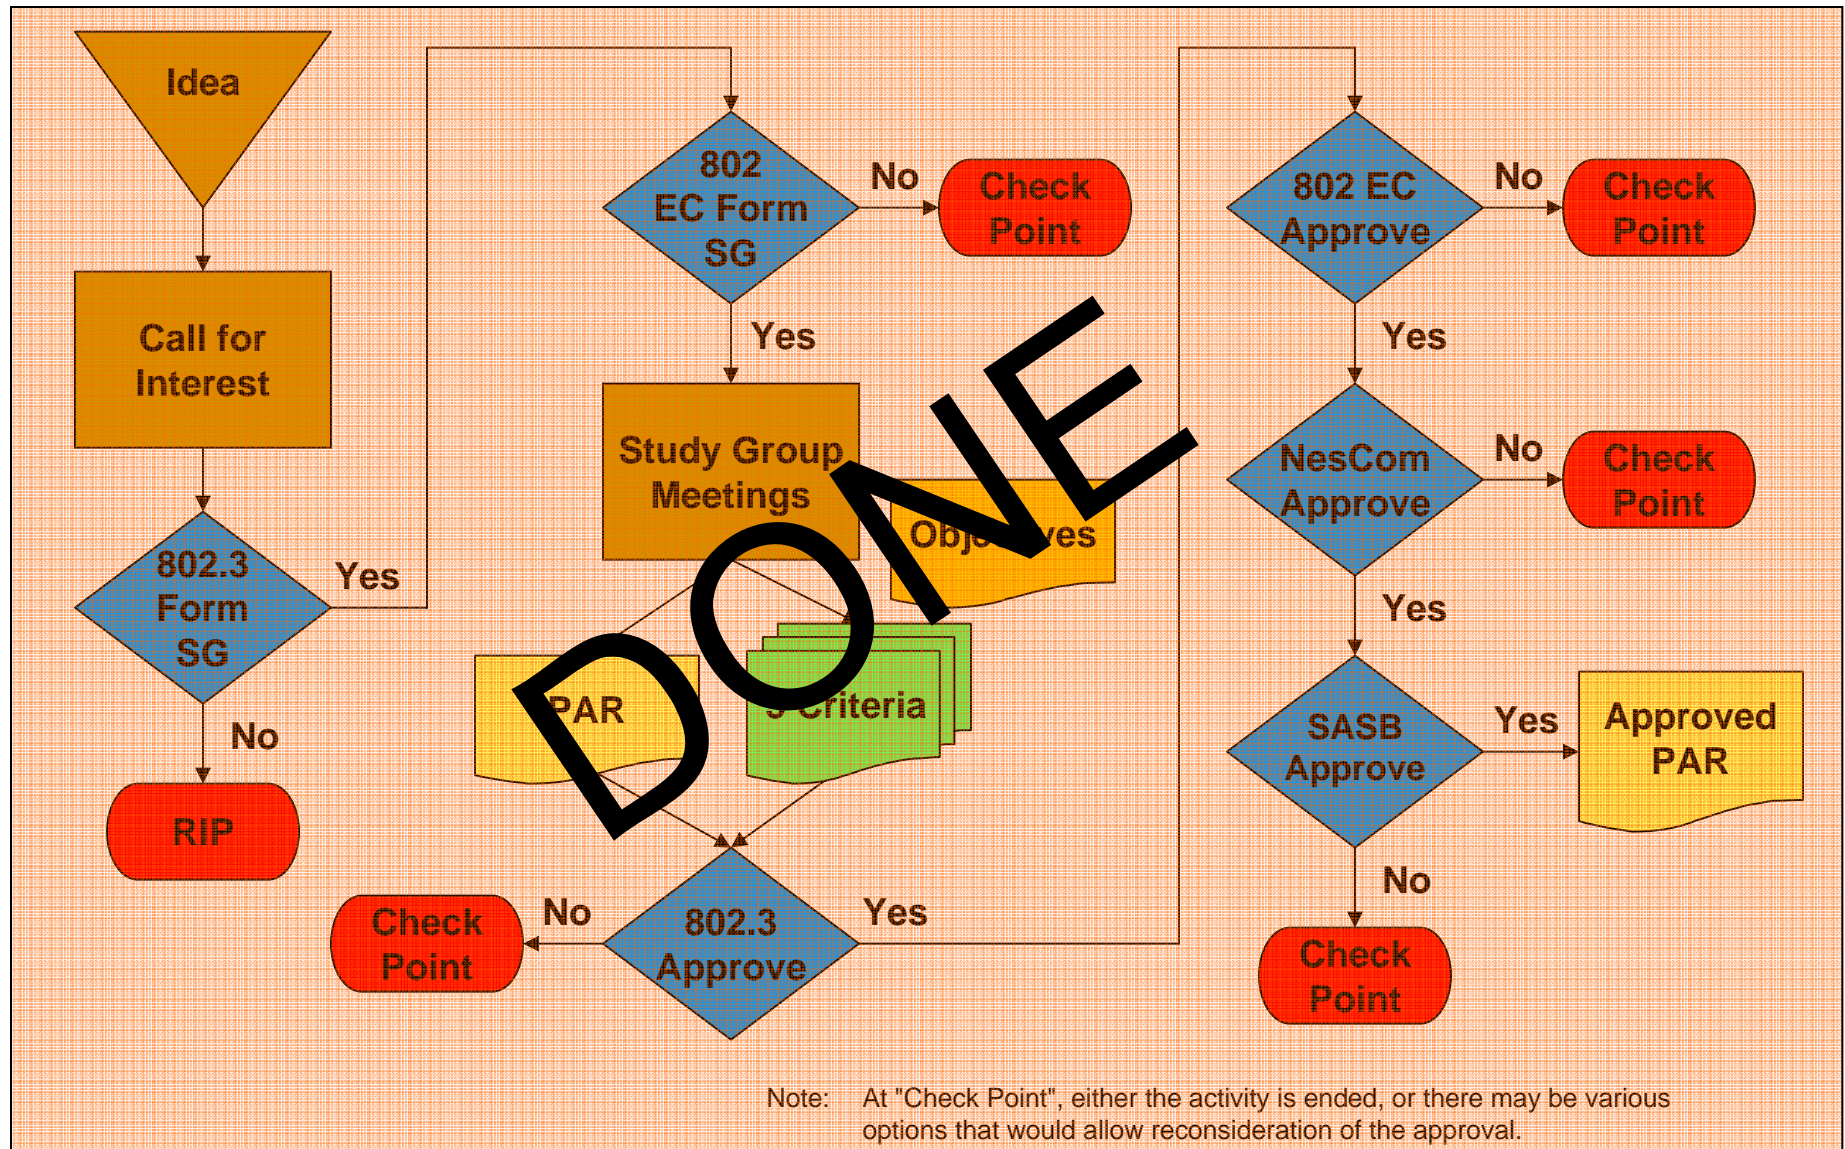 Idea
Call for
Interest
802.3
Form
SG
Yes
No
RIP
802
EC Form
SG
No
Check
Point
Yes
Study Group
Meetings
PAR
Criteria
DONE
802.3
Approve
No
Check
Point
Yes
802 EC
Approve
No
Check
Point
Yes
NesCom
Approve
No
Check
Point
Yes
SASB
Approve
Yes
Approved
PAR
No
Check
Point
Note: At "Check Point", either the activity is ended, or there may be various
options that would allow reconsideration of the approval.